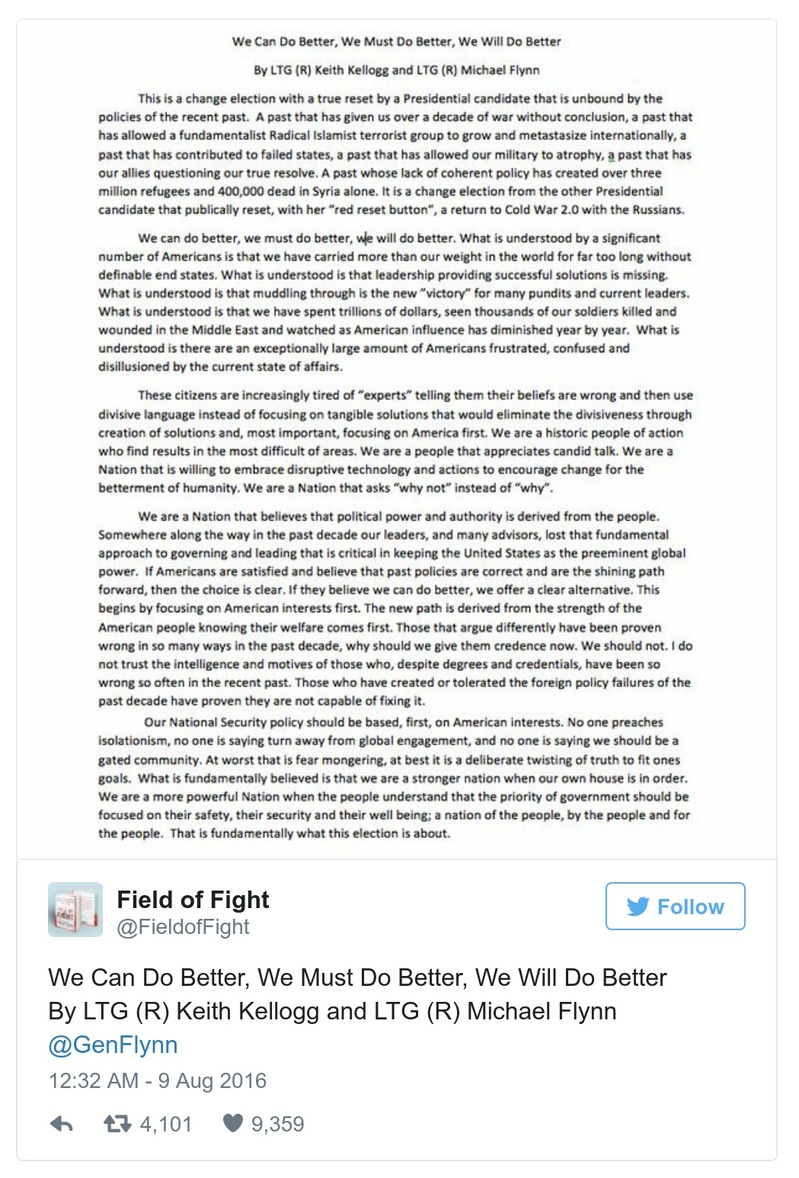 We Can Do Better, We Must Do Better, We Will Do Better
By LTG (R) Keith Kellogg and LTG (R) Michael Flynn
This is a change election with a true reset by a Presidential candidate that is unbound by the
policies of the recent past.  A past that has given us over a decade of war without conclusion, a past that
has allowed a fundamentalist Radical Islamist terrorist group to grow and metastasize internationally, a
past that has contributed to failed states, a past that has allowed our military to atrophy, a past that has
our allies questioning our true resolve. A past whose lack of coherent policy has created over three
million refugees and 400,000 dead in Syria alone. It is a change election from the other Presidential
candidate that publically reset, with her “red reset button”, a return to Cold War 2.0 with the Russians.
We can do better, we must do better, we will do better. What is understood by a significant
number of Americans is that we have carried more than our weight in the world for far too long without
definable end states. What is understood is that leadership providing successful solutions is missing.
What is understood is that muddling through is the new “victory” for many pundits and current leaders.
What is understood is that we have spent trillions of dollars, seen thousands of our soldiers killed and
wounded in the Middle East and watched as American influence has diminished year by year.  What is
understood is there are an exceptionally large amount of Americans frustrated, confused and
disillusioned by the current state of affairs.
These citizens are increasingly tired of “experts” telling them their beliefs are wrong and then use
divisive language instead of focusing on tangible solutions that would eliminate the divisiveness through
creation of solutions and, most important, focusing on America first. We are a historic people of action
who find results in the most difficult of areas. We are a people that appreciates candid talk. We are a
Nation that is willing to embrace disruptive technology and actions to encourage change for the
betterment of humanity. We are a Nation that asks “why not” instead of “why”.
We are a Nation that believes that political power and authority is derived from the people.
Somewhere along the way in the past decade our leaders, and many advisors, lost that fundamental
approach to governing and leading that is critical in keeping the United States as the preeminent global
power.  If Americans are satisfied and believe that past policies are correct and are the shining path
forward, then the choice is clear. If they believe we can do better, we offer a clear alternative. This
begins by focusing on American interests first. The new path is derived from the strength of the
American people knowing their welfare comes first. Those that argue differently have been proven
wrong in so many ways in the past decade, why should we give them credence now. We should not. I do
not trust the intelligence and motives of those who, despite degrees and credentials, have been so
wrong so often in the recent past. Those who have created or tolerated the foreign policy failures of the
past decade have proven they are not capable of fixing it.
Our National Security policy should be based, first, on American interests. No one preaches
isolationism, no one is saying turn away from global engagement, and no one is saying we should be a
gated community. At worst that is fear mongering, at best it is a deliberate twisting of truth to fit ones
goals.  What is fundamentally believed is that we are a stronger nation when our own house is in order.
We are a more powerful Nation when the people understand that the priority of government should be
focused on their safety, their security and their well being; a nation of the people, by the people and for
the people.  That is fundamentally what this election is about.
Field of Fight
@FieldofFight
Follow
We Can Do Better, We Must Do Better, We Will Do Better
By LTG (R) Keith Kellogg and LTG (R) Michael Flynn
@GenFlynn
12:32 AM - 9 Aug 2016
4,101 9,359